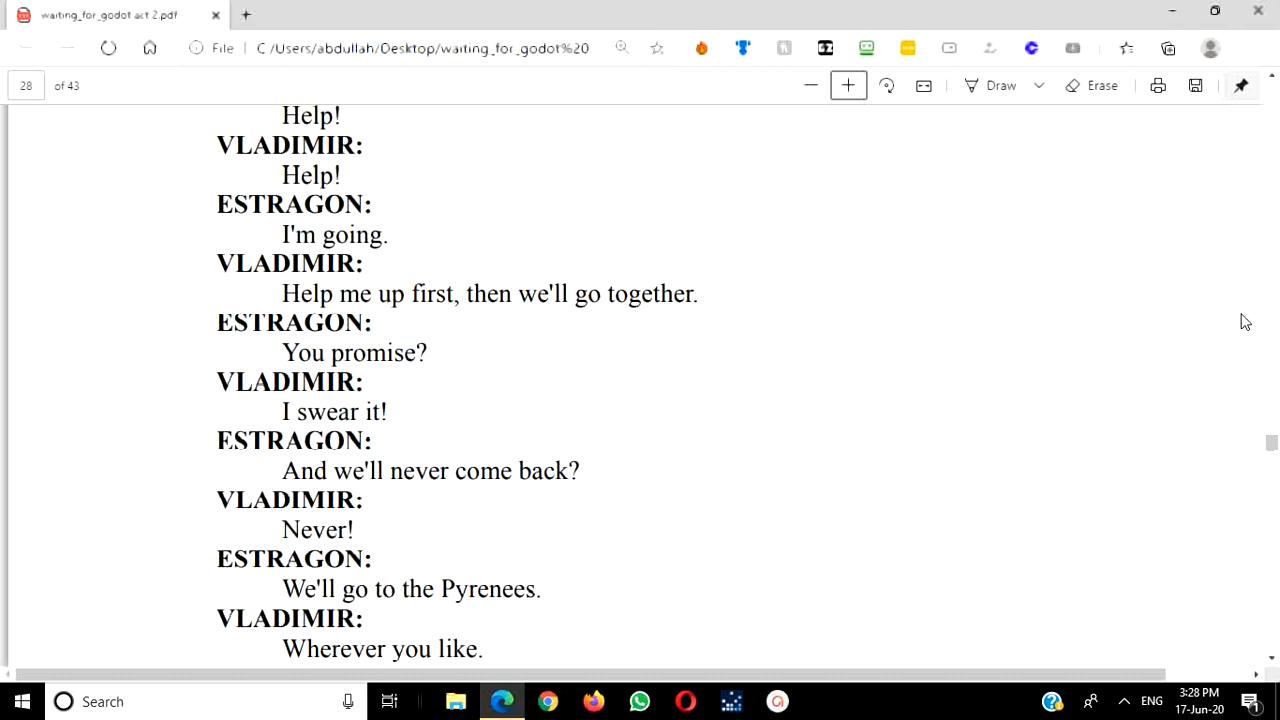 waiting_for_godot act 2.pdf
File C:/Users/abdullah/Desktop/waiting_for_godot%20
28 of 43 Draw Erase
Help!
VLADIMIR:
Help!
ESTRAGON:
I'm going.
VLADIMIR:
Help me up first, then we'll go together.
ESTRAGON:
You promise?
VLADIMIR:
I swear it!
ESTRAGON:
And we'll never come back?
VLADIMIR:
Never!
ESTRAGON:
We'll go to the Pyrenees.
VLADIMIR:
Wherever you like.
Search
ENG
3:28 PM
17-Jun-20
1